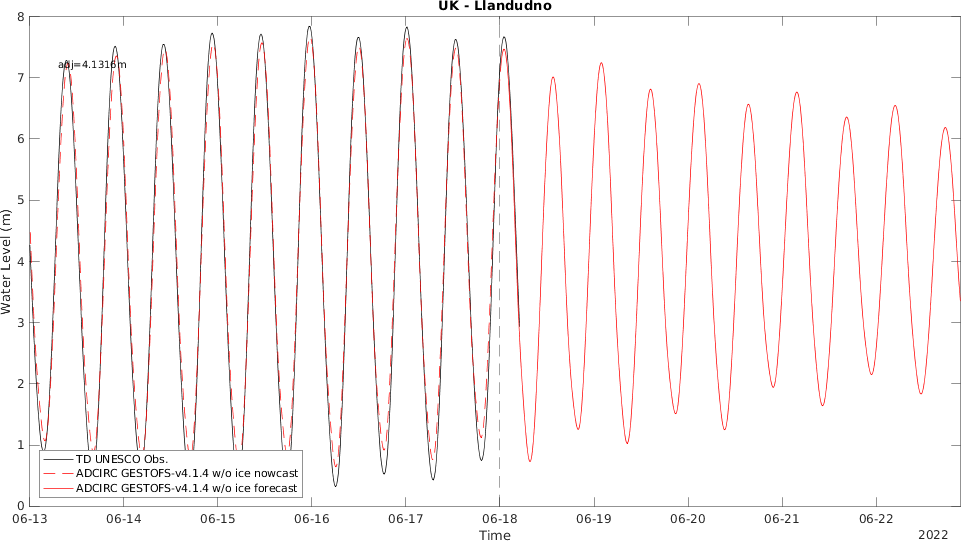 UK - Llandudno
8
7
6
5
4
3
2
1
0
Water Level (m)
adj=4.1316m
TD UNESCO Obs.
ADCIRC GESTOFS-v4.1.4 w/o ice nowcast
ADCIRC GESTOFS-v4.1.4 w/o ice forecast
06-13 06-14 06-15 06-16 06-17 06-18 06-19 06-20 06-21 06-22
Time
2022